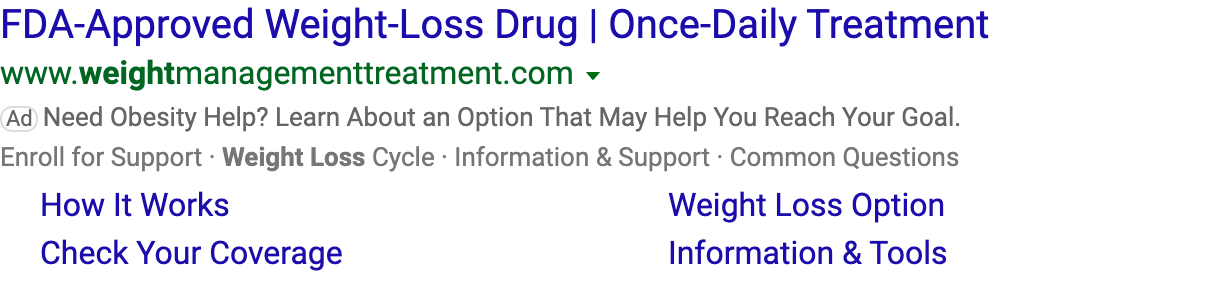 FDA-Approved Weight-Loss Drug | Once-Daily Treatment
www.weightmanagementtreatment.com
Ad Need Obesity Help? Learn About an Option That May Help You Reach Your Goal.
Enroll for Support · Weight Loss Cycle · Information & Support · Common Questions
How It Works Weight Loss Option
Check Your Coverage Information & Tools